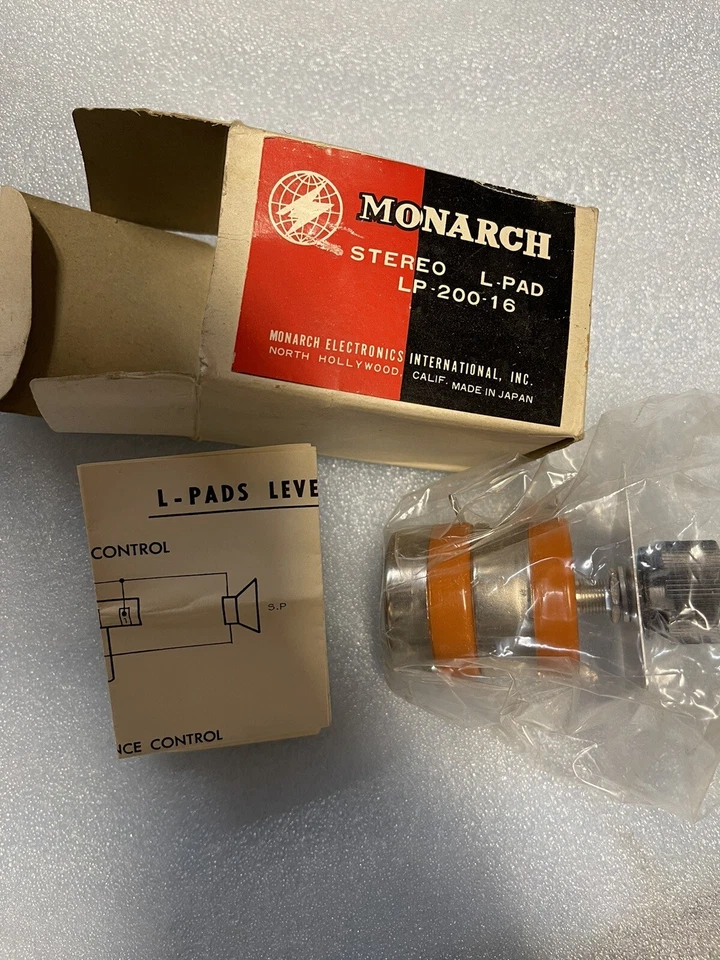 MONARCH
STEREO L-PAD
LP-200-16
MONARCH ELECTRONICS INTERNATIONAL, INC.
NORTH HOLLYWOOD, CALIF. MADE IN JAPAN
L-PADS LEVE
CONTROL
S.P
NCE CONTROL